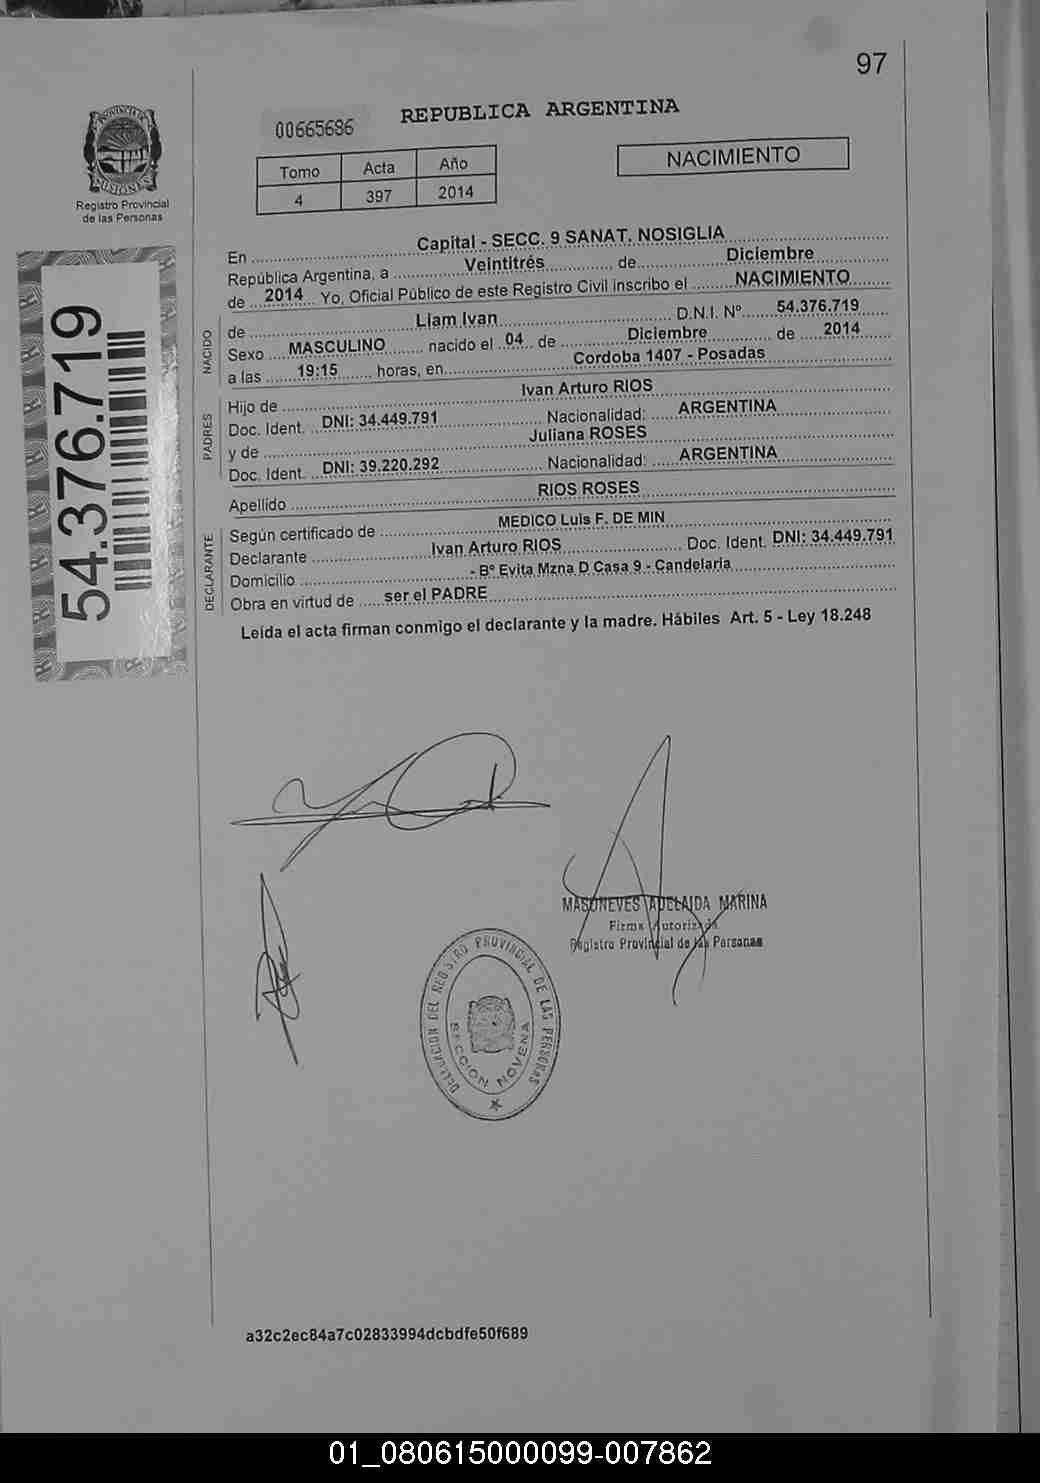 97
PROVINCIA DE
MISIONES
Registro Provincial
de las Personas
00665686
REPUBLICA ARGENTINA
Tomo Acta Año
4 397 2014
NACIMIENTO
54.376.719
En Capital - SECC. 9 SANAT. NOSIGLIA
República Argentina, a Veintitrés de Diciembre
de 2014 Yo, Oficial Público de este Registro Civil inscribo el NACIMIENTO
NACIDO
de Liam Ivan D.N.I. Nº 54.376.719
Sexo MASCULINO nacido el 04 de Diciembre de 2014
a las 19:15 horas, en Cordoba 1407 - Posadas
PADRES
Hijo de Ivan Arturo RIOS
Doc. Ident. DNI: 34.449.791 Nacionalidad: ARGENTINA
y de Juliana ROSES
Doc. Ident. DNI: 39.220.292 Nacionalidad: ARGENTINA
Apellido RIOS ROSES
DECLARANTE
Según certificado de MEDICO Luis F. DE MIN
Declarante Ivan Arturo RIOS Doc. Ident. DNI: 34.449.791
Domicilio - Bº Evita Mzna D Casa 9 - Candelaria
Obra en virtud de ser el PADRE
Leída el acta firman conmigo el declarante y la madre. Hábiles Art. 5 - Ley 18.248
MASUNEVES ADELAIDA MARINA
Firma Autorizada
Registro Provincial de las Personas
DELEGACION DEL REGISTRO PROVINCIAL DE LAS PERSONAS
SECCION NOVENA
a32c2ec84a7c02833994dcbdfe50f689
01_080615000099-007862